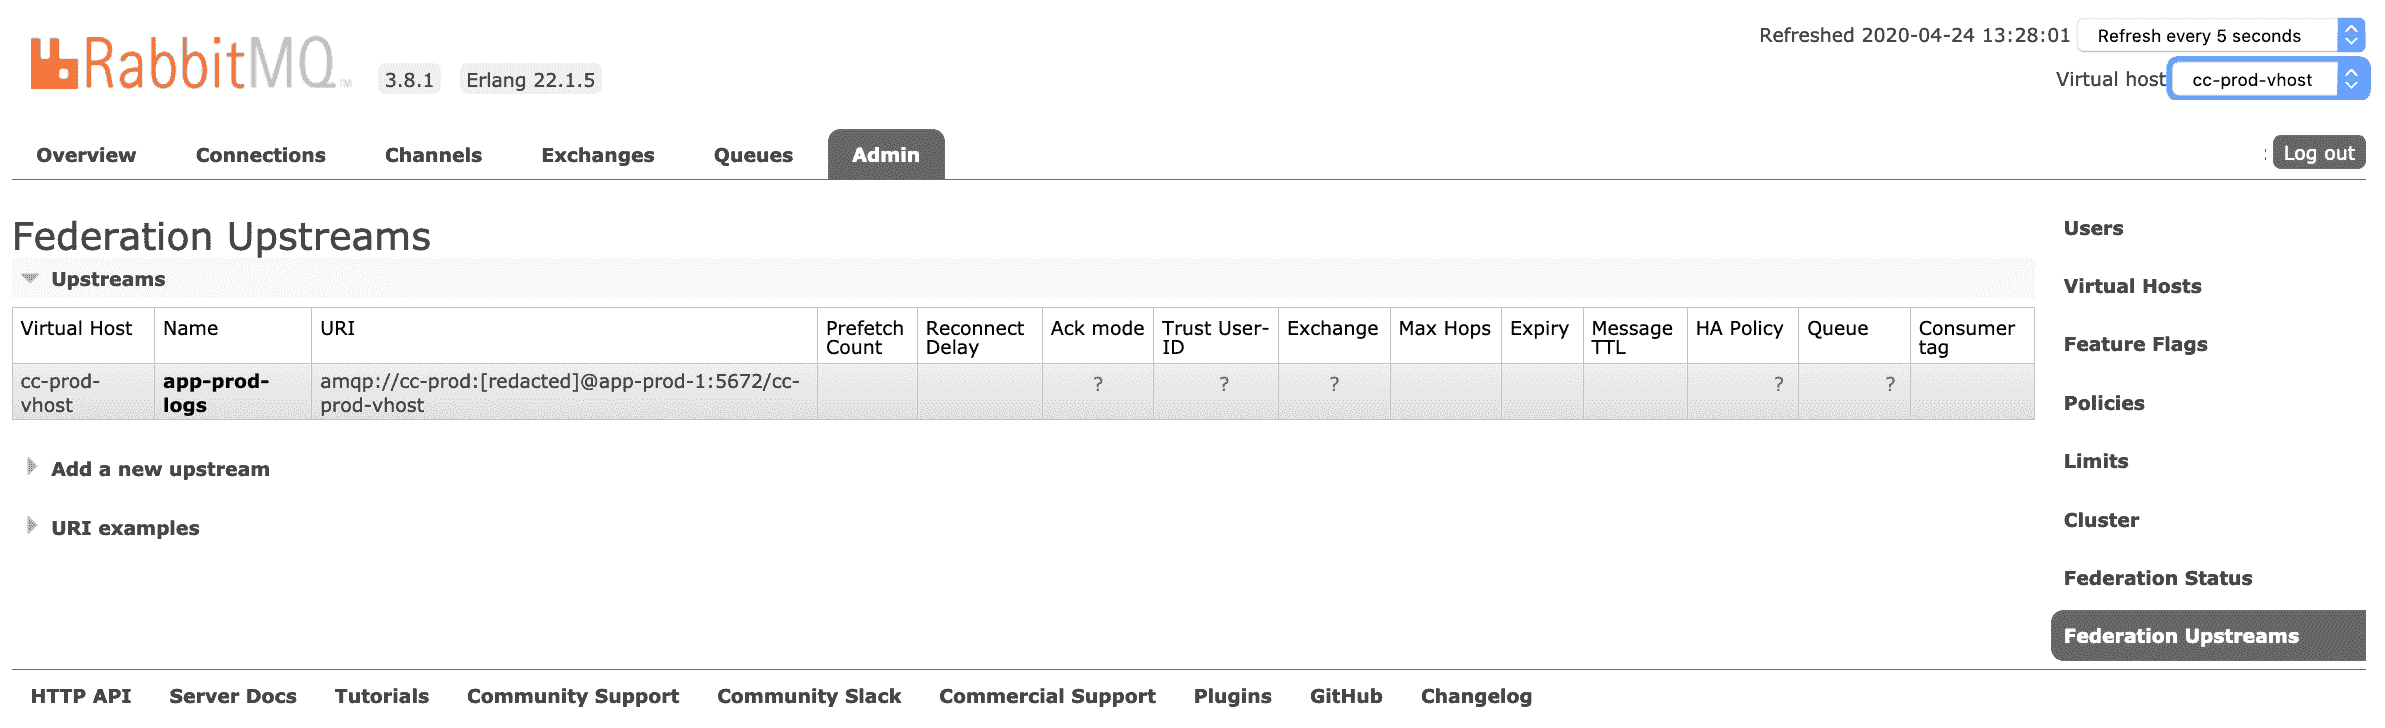 Refreshed 2020-04-24 13:28:01 Refresh every 5 seconds
RabbitMQ TM 3.8.1 Erlang 22.1.5
Virtual host cc-prod-vhost
Overview Connections Channels Exchanges Queues Admin : Log out
Federation Upstreams
Upstreams
Virtual Host Name URI Prefetch Count Reconnect Delay Ack mode Trust User-ID Exchange Max Hops Expiry Message TTL HA Policy Queue Consumer tag
cc-prod-vhost app-prod-logs amqp://cc-prod:[redacted]@app-prod-1:5672/cc-prod-vhost ? ? ? ? ?
Add a new upstream
URI examples
Users
Virtual Hosts
Feature Flags
Policies
Limits
Cluster
Federation Status
Federation Upstreams
HTTP API Server Docs Tutorials Community Support Community Slack Commercial Support Plugins GitHub Changelog